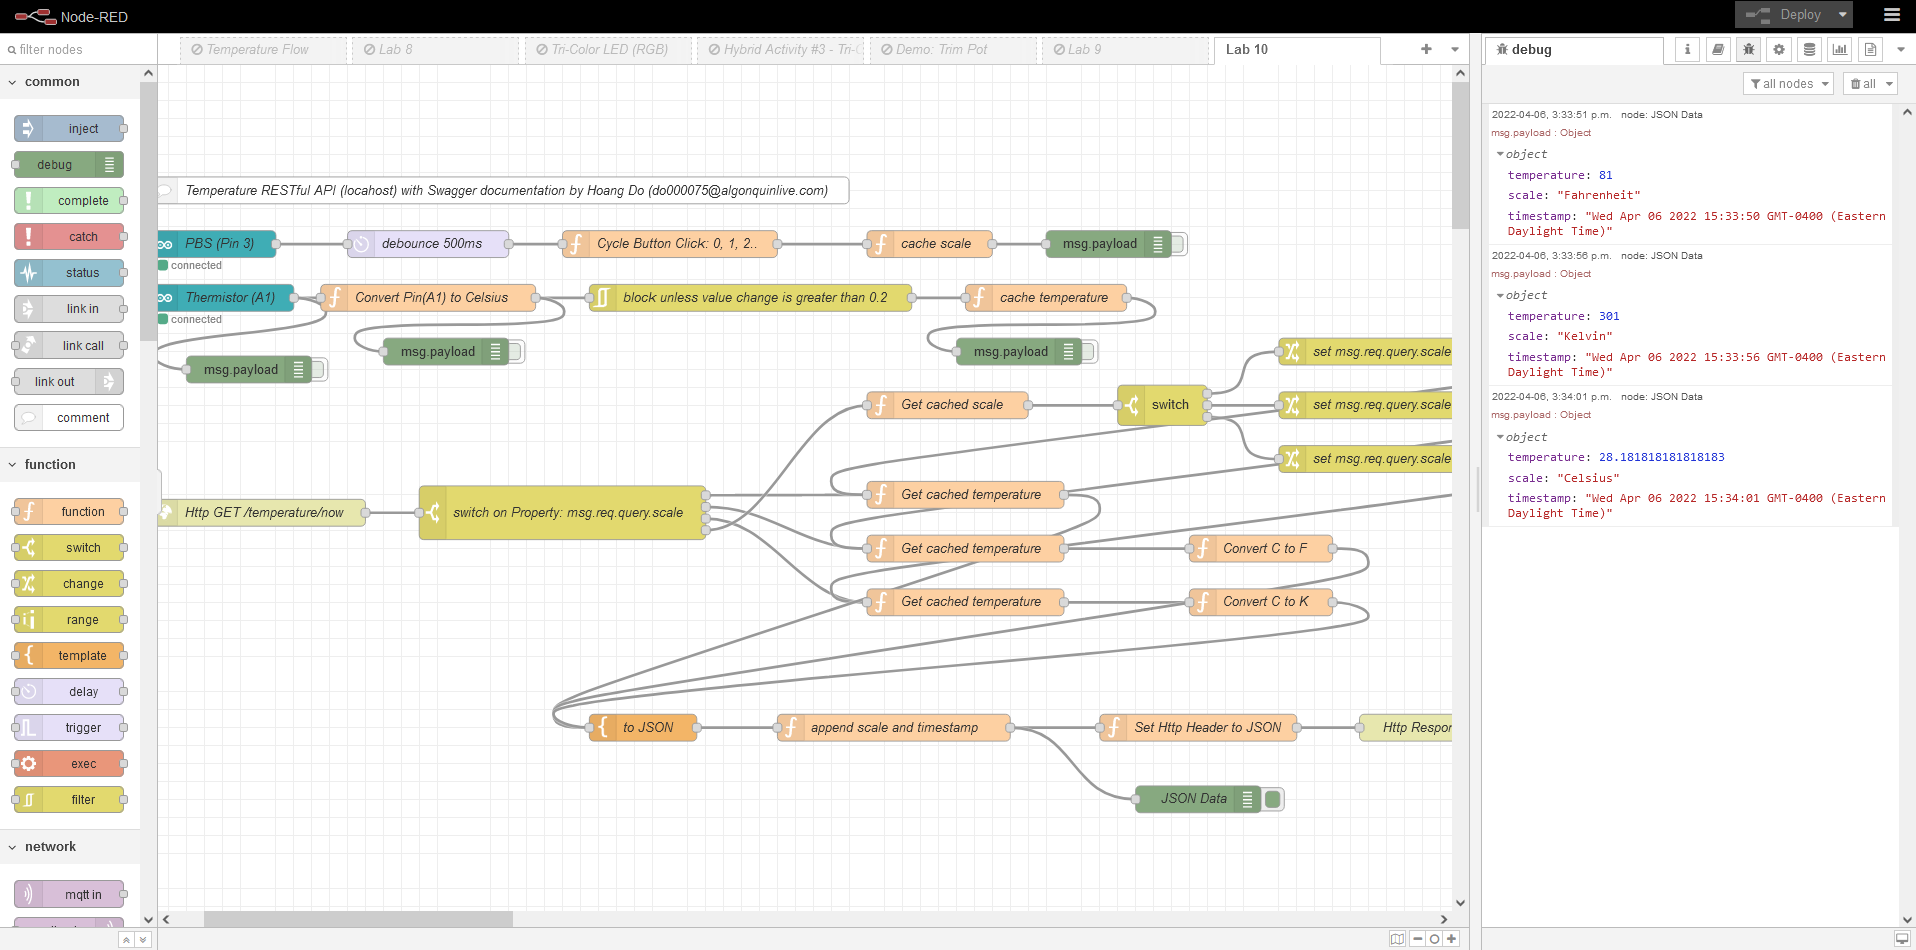 Node-RED
Deploy
filter nodes
Temperature Flow
Lab 8
Tri-Color LED (RGB)
Hybrid Activity #3 - Tri-C
Demo: Trim Pot
Lab 9
Lab 10
debug
all nodes
all
common
inject
debug
complete
catch
status
link in
link call
link out
comment
function
function
switch
change
range
template
delay
trigger
exec
filter
network
mqtt in
Temperature RESTful API (locahost) with Swagger documentation by Hoang Do (do000075@algonquinlive.com)
PBS (Pin 3)
connected
debounce 500ms
Cycle Button Click: 0, 1, 2..
cache scale
msg.payload
Thermistor (A1)
connected
Convert Pin(A1) to Celsius
block unless value change is greater than 0.2
cache temperature
msg.payload
msg.payload
msg.payload
set msg.req.query.scale
Get cached scale
switch
set msg.req.query.scale
set msg.req.query.scale
Get cached temperature
Http GET /temperature/now
switch on Property: msg.req.query.scale
Get cached temperature
Convert C to F
Get cached temperature
Convert C to K
to JSON
append scale and timestamp
Set Http Header to JSON
Http Respon
JSON Data
2022-04-06, 3:33:51 p.m. node: JSON Data
msg.payload : Object
object
temperature: 81
scale: "Fahrenheit"
timestamp: "Wed Apr 06 2022 15:33:50 GMT-0400 (Eastern
Daylight Time)"
2022-04-06, 3:33:56 p.m. node: JSON Data
msg.payload : Object
object
temperature: 301
scale: "Kelvin"
timestamp: "Wed Apr 06 2022 15:33:56 GMT-0400 (Eastern
Daylight Time)"
2022-04-06, 3:34:01 p.m. node: JSON Data
msg.payload : Object
object
temperature: 28.181818181818183
scale: "Celsius"
timestamp: "Wed Apr 06 2022 15:34:01 GMT-0400 (Eastern
Daylight Time)"